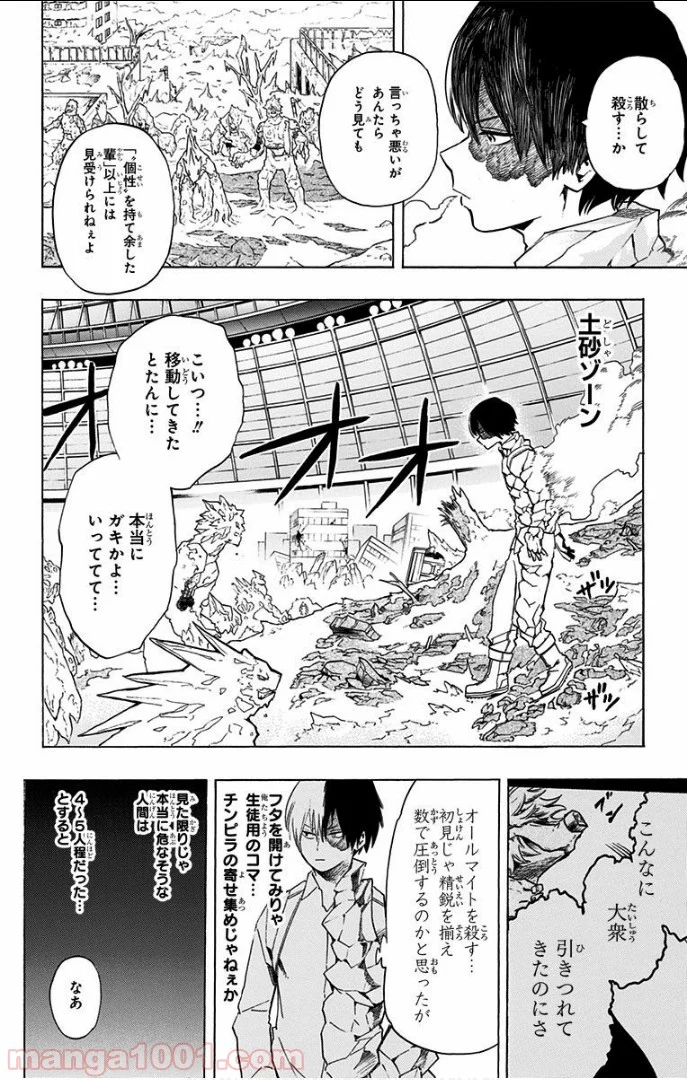 散らして
殺す…か
言っちゃ悪いが
あんたら
どう見ても
「"個性"を持て余した
輩」以上には
見受けられねぇよ
土砂ゾーン
オオオオ
こいつ…!!
移動してきた
とたんに…
本当に
ガキかよ…
いってて…
こんなに
大衆
引きつれて
きたのにさ
オールマイトを殺す…
初見じゃ精鋭を揃え
数で圧倒するのかと思ったが
フタを開けてみりゃ
生徒用のコマ…
チンピラの寄せ集めじゃねぇか
見た限りじゃ
本当に危なそうな
人間は
4〜5人程だった…
とすると
なあ
manga1001.com